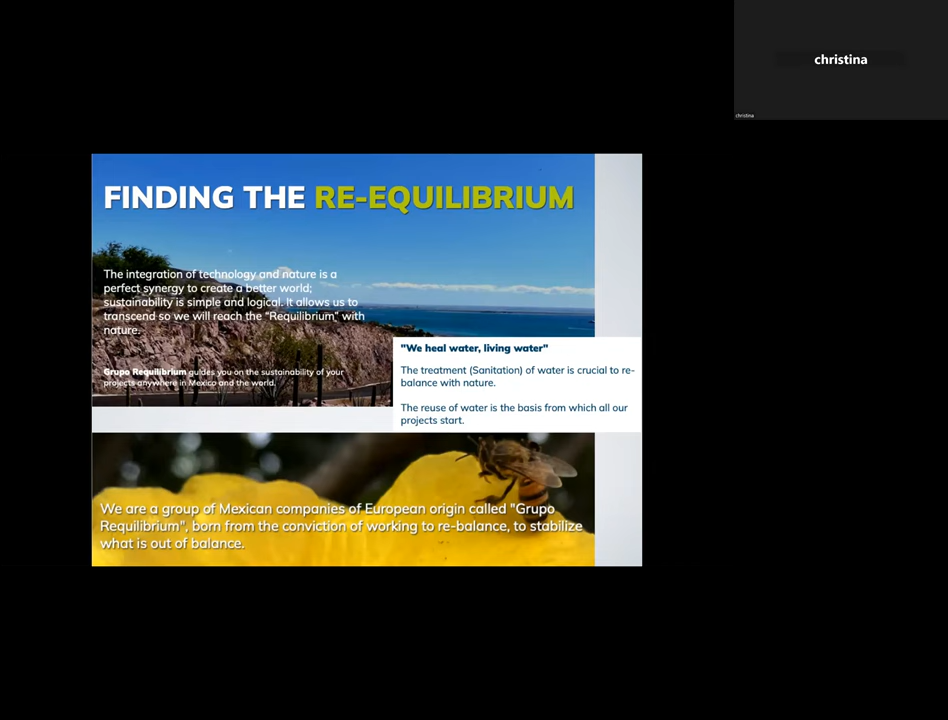 christina
christina
FINDING THE RE-EQUILIBRIUM
The integration of technology and nature is a
perfect synergy to create a better world;
sustainability is simple and logical. It allows us to
transcend so we will reach the "Requilibrium" with
nature.
Grupo Requilibrium guides you on the sustainability of your
projects anywhere in Mexico and the world.
"We heal water, living water"
The treatment (Sanitation) of water is crucial to re-
balance with nature.
The reuse of water is the basis from which all our
projects start.
We are a group of Mexican companies of European origin called "Grupo
Requilibrium", born from the conviction of working to re-balance, to stabilize
what is out of balance.